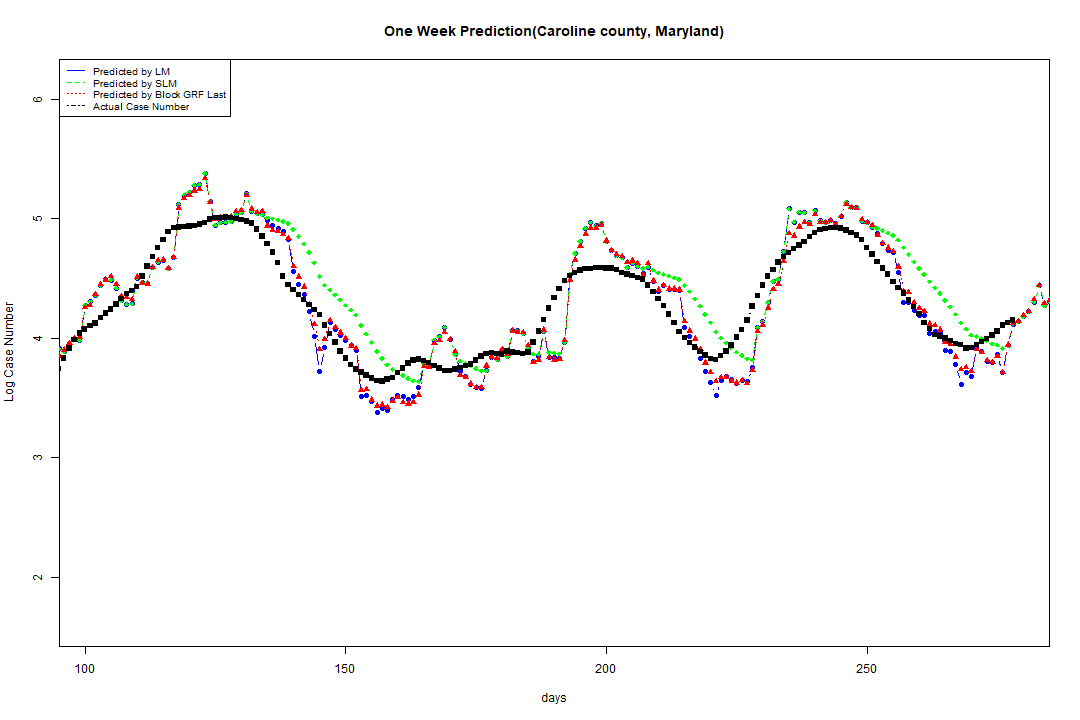 One Week Prediction(Caroline county, Maryland)
Predicted by LM
Predicted by SLM
Predicted by Block GRF Last
Actual Case Number
6
5
4
3
2
Log Case Number
100 150 200 250
days